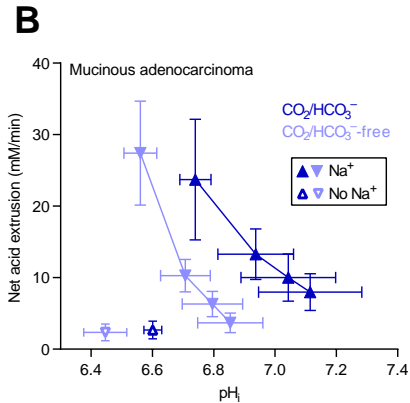 B
Mucinous adenocarcinoma
CO₂/HCO₃⁻
CO₂/HCO₃⁻-free
Na⁺
No Na⁺
Net acid extrusion (mM/min)
40
30
20
10
0
6.4 6.6 6.8 7.0 7.2 7.4
pHᵢ